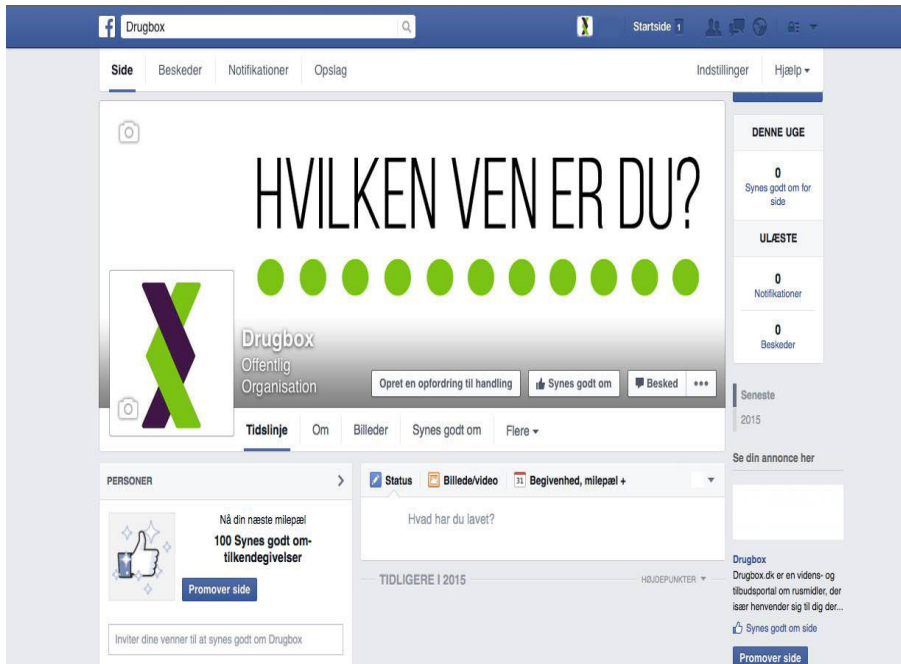 Drugbox
Startside 1
Side Beskeder Notifikationer Opslag Indstillinger Hjælp
HVILKEN VEN ER DU?
Drugbox
Offentlig
Organisation
Opret en opfordring til handling Synes godt om Besked •••
Tidslinje Om Billeder Synes godt om Flere
PERSONER
Nå din næste milepæl
100 Synes godt om-
tilkendegivelser
Promover side
Inviter dine venner til at synes godt om Drugbox
Status Billede/video 31 Begivenhed, milepæl +
Hvad har du lavet?
TIDLIGERE I 2015 HØJDEPUNKTER
DENNE UGE
0
Synes godt om for
side
ULÆSTE
0
Notifikationer
0
Beskeder
Seneste
2015
Se din annonce her
Drugbox
Drugbox.dk er en videns- og
tilbudsportal om rusmidler, der
især henvender sig til dig der...
Synes godt om side
Promover side